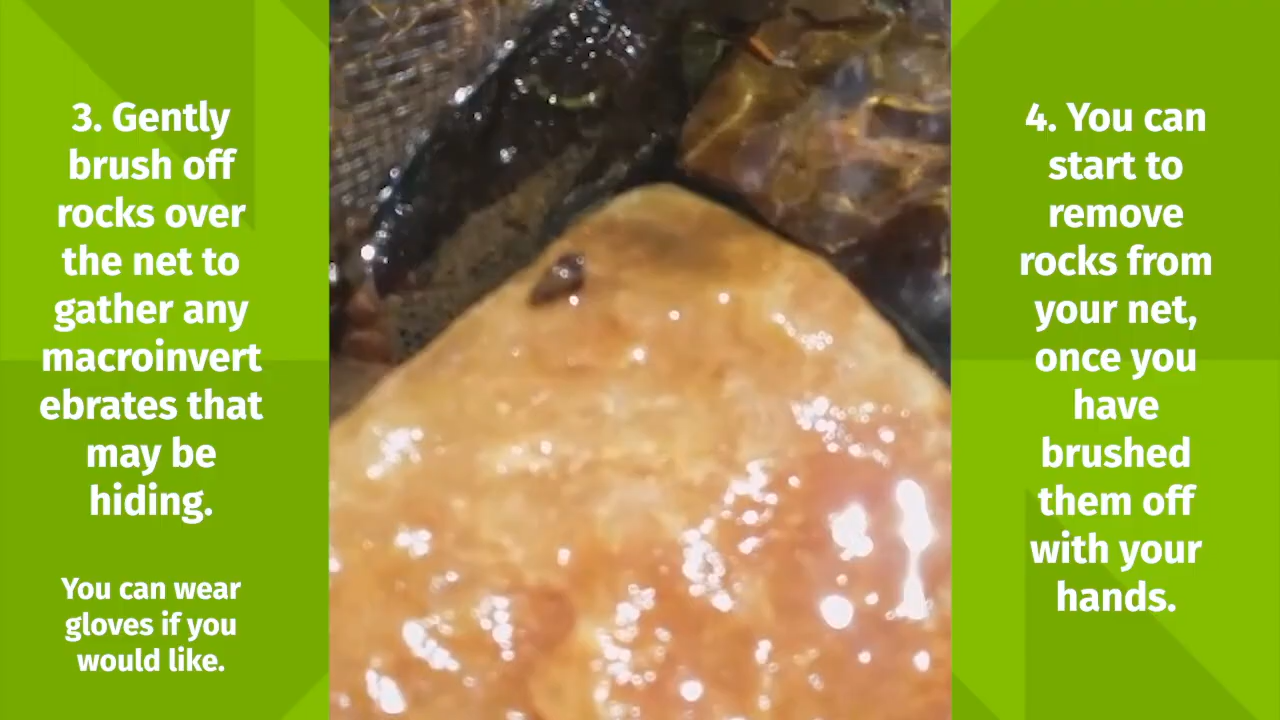 3. Gently
brush off
rocks over
the net to
gather any
macroinvert
ebrates that
may be
hiding.
You can wear
gloves if you
would like.
4. You can
start to
remove
rocks from
your net,
once you
have
brushed
them off
with your
hands.